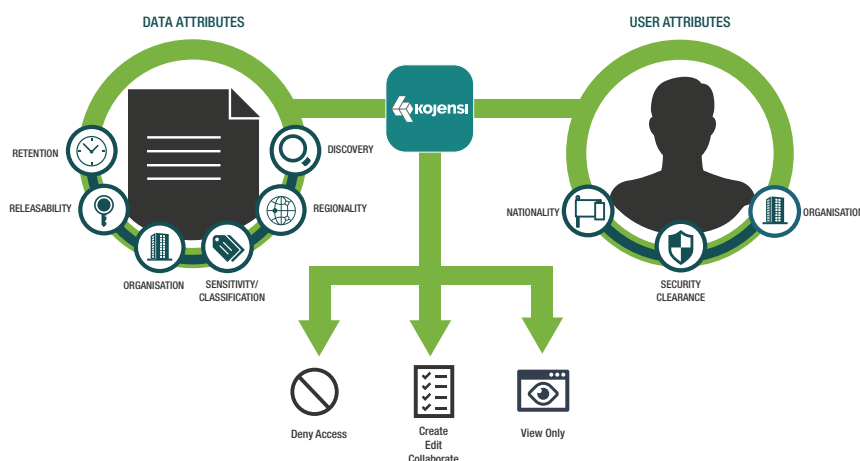 DATA ATTRIBUTES
USER ATTRIBUTES
KOJENSI
RETENTION
DISCOVERY
RELEASABILITY
REGIONALITY
ORGANISATION
SENSITIVITY/
CLASSIFICATION
NATIONALITY
ORGANISATION
SECURITY
CLEARANCE
Deny Access
Create
Edit
Collaborate
View Only